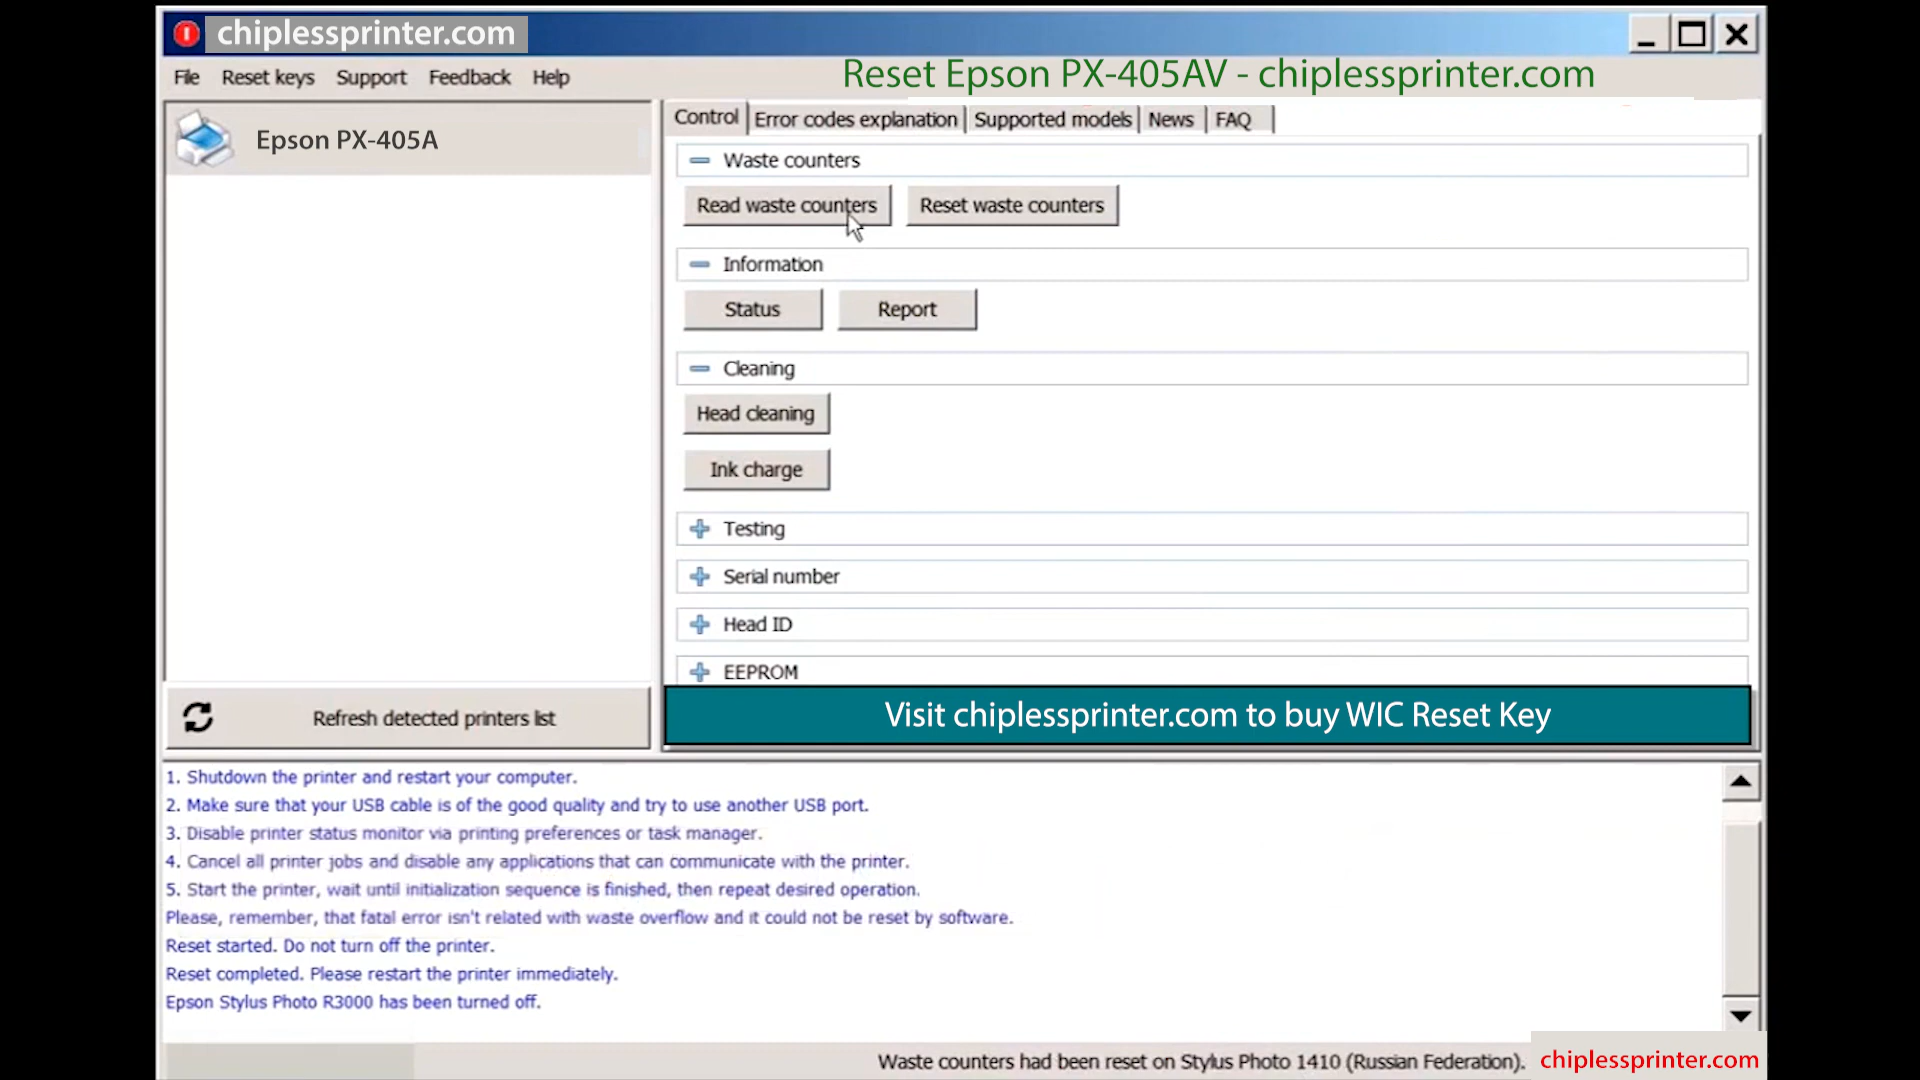 chiplessprinter.com
File Reset keys Support Feedback Help
Reset Epson PX-405AV - chiplessprinter.com
Epson PX-405A
Control Error codes explanation Supported models News FAQ
Waste counters
Read waste counters Reset waste counters
Information
Status Report
Cleaning
Head cleaning
Ink charge
Testing
Serial number
Head ID
EEPROM
Refresh detected printers list
Visit chiplessprinter.com to buy WIC Reset Key
1. Shutdown the printer and restart your computer.
2. Make sure that your USB cable is of the good quality and try to use another USB port.
3. Disable printer status monitor via printing preferences or task manager.
4. Cancel all printer jobs and disable any applications that can communicate with the printer.
5. Start the printer, wait until initialization sequence is finished, then repeat desired operation.
Please, remember, that fatal error isn't related with waste overflow and it could not be reset by software.
Reset started. Do not turn off the printer.
Reset completed. Please restart the printer immediately.
Epson Stylus Photo R3000 has been turned off.
Waste counters had been reset on Stylus Photo 1410 (Russian Federation).
chiplessprinter.com